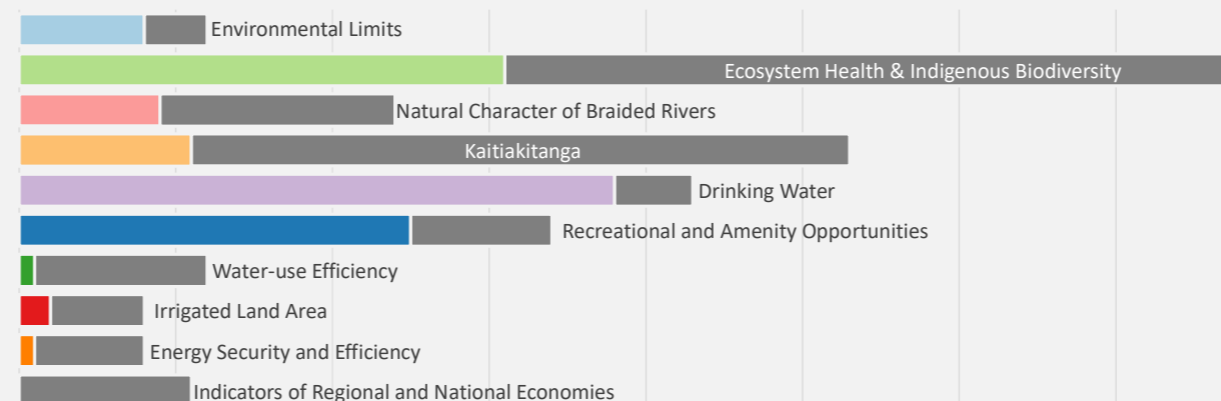 Environmental Limits
Ecosystem Health & Indigenous Biodiversity
Natural Character of Braided Rivers
Kaitiakitanga
Drinking Water
Recreational and Amenity Opportunities
Water-use Efficiency
Irrigated Land Area
Energy Security and Efficiency
Indicators of Regional and National Economies